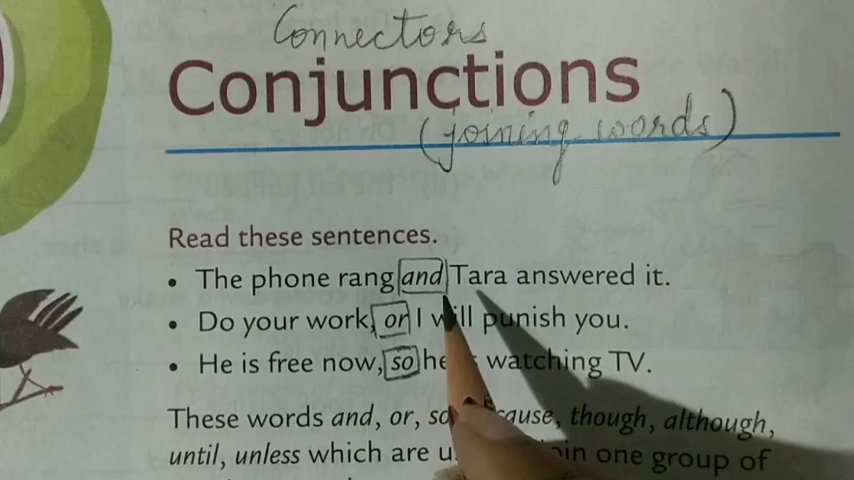 Connectors
Conjunctions
(joining words)
Read these sentences.
• The phone rang and Tara answered it.
• Do your work, or I will punish you.
• He is free now, so he watching TV.
These words and, or, so though, although,
until, unless which are one group of